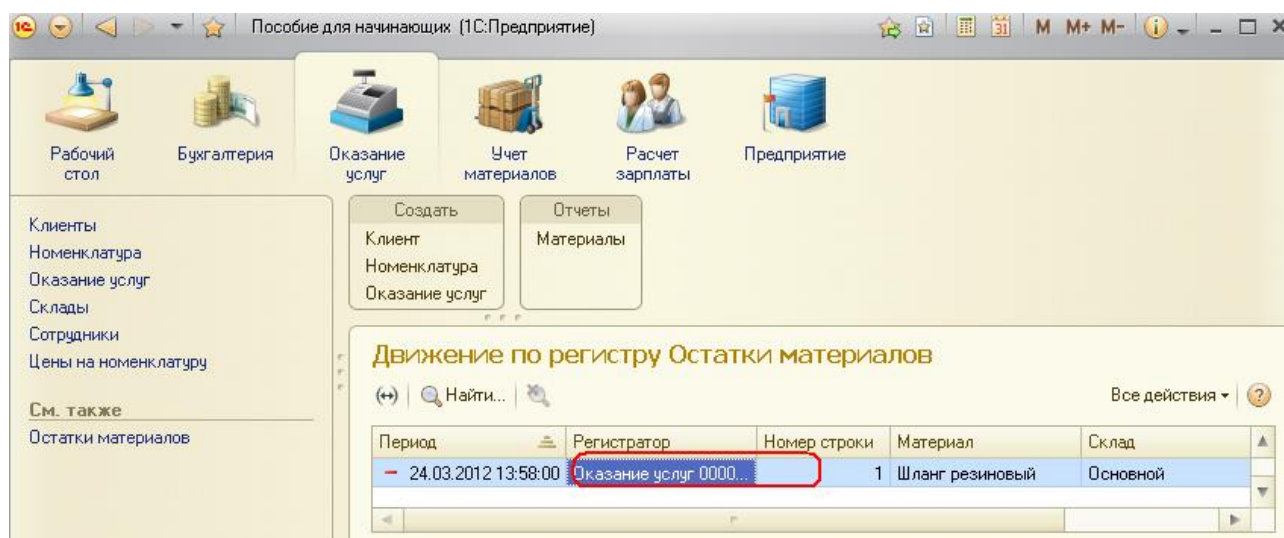 Пособие для начинающих (1С:Предприятие)
31 M M+ M-
Рабочий стол
Бухгалтерия
Оказание услуг
Учет материалов
Расчет зарплаты
Предприятие
Клиенты
Номенклатура
Оказание услуг
Склады
Сотрудники
Цены на номенклатуру
См. также
Остатки материалов
Создать
Клиент
Номенклатура
Оказание услуг
Отчеты
Материалы
Движение по регистру Остатки материалов
Найти...
Все действия
Период Регистратор Номер строки Материал Склад
24.03.2012 13:58:00 Оказание услуг 0000... 1 Шланг резиновый Основной